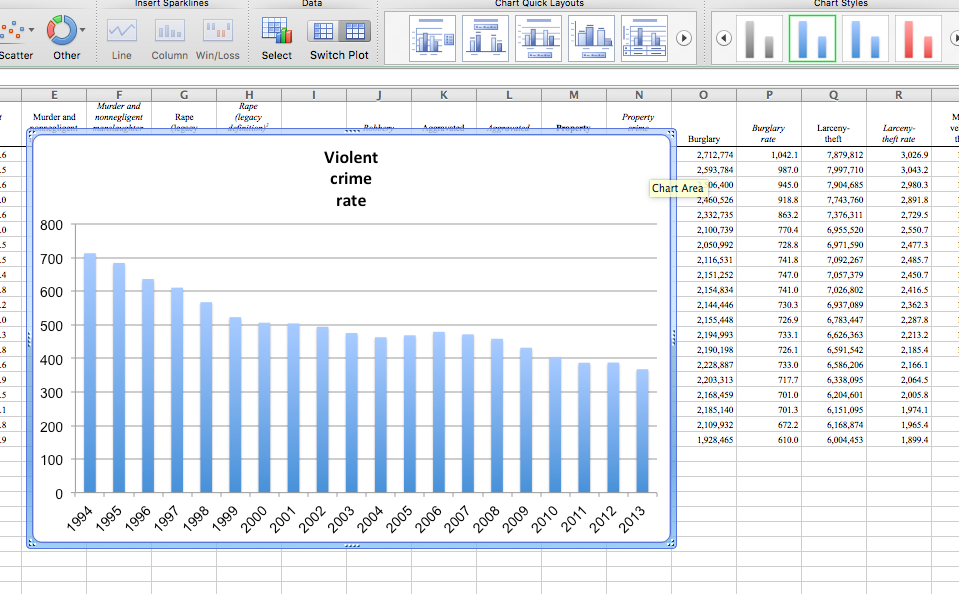 Insert Sparklines Data Chart Quick Layouts Chart Styles
Scatter Other Line Column Win/Loss Select Switch Plot
E F G H I J K L M N O P Q R
Murder and
nonnegligent
Murder and
nonnegligent
manslaughter
Rape
(legacy
Rape
(legacy
definition)²
Robbery
Aggravated
Aggravated
Property
Property
crime
Burglary
Burglary
rate
Larceny-
theft
Larceny-
theft rate
Chart Area
Violent
crime
rate
800
700
600
500
400
300
200
100
0
1994 1995 1996 1997 1998 1999 2000 2001 2002 2003 2004 2005 2006 2007 2008 2009 2010 2011 2012 2013
2,712,774 1,042.1 7,879,812 3,026.9
2,593,784 987.0 7,997,710 3,043.2
06,400 945.0 7,904,685 2,980.3
2,460,526 918.8 7,743,760 2,891.8
2,332,735 863.2 7,376,311 2,729.5
2,100,739 770.4 6,955,520 2,550.7
2,050,992 728.8 6,971,590 2,477.3
2,116,531 741.8 7,092,267 2,485.7
2,151,252 747.0 7,057,379 2,450.7
2,154,834 741.0 7,026,802 2,416.5
2,144,446 730.3 6,937,089 2,362.3
2,155,448 726.9 6,783,447 2,287.8
2,194,993 733.1 6,626,363 2,213.2
2,190,198 726.1 6,591,542 2,185.4
2,228,887 733.0 6,586,206 2,166.1
2,203,313 717.7 6,338,095 2,064.5
2,168,459 701.0 6,204,601 2,005.8
2,185,140 701.3 6,151,095 1,974.1
2,109,932 672.2 6,168,874 1,965.4
1,928,465 610.0 6,004,453 1,899.4